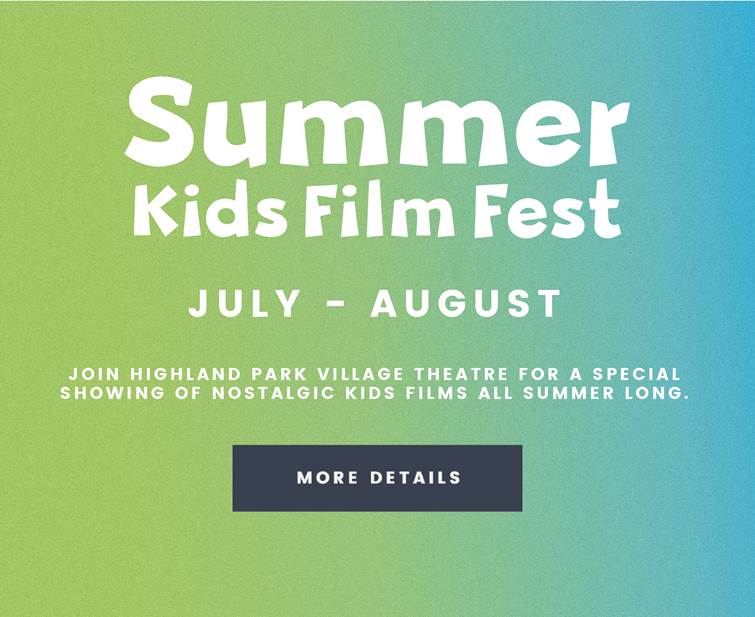 Summer
Kids Film Fest
JULY - AUGUST
JOIN HIGHLAND PARK VILLAGE THEATRE FOR A SPECIAL
SHOWING OF NOSTALGIC KIDS FILMS ALL SUMMER LONG.
MORE DETAILS